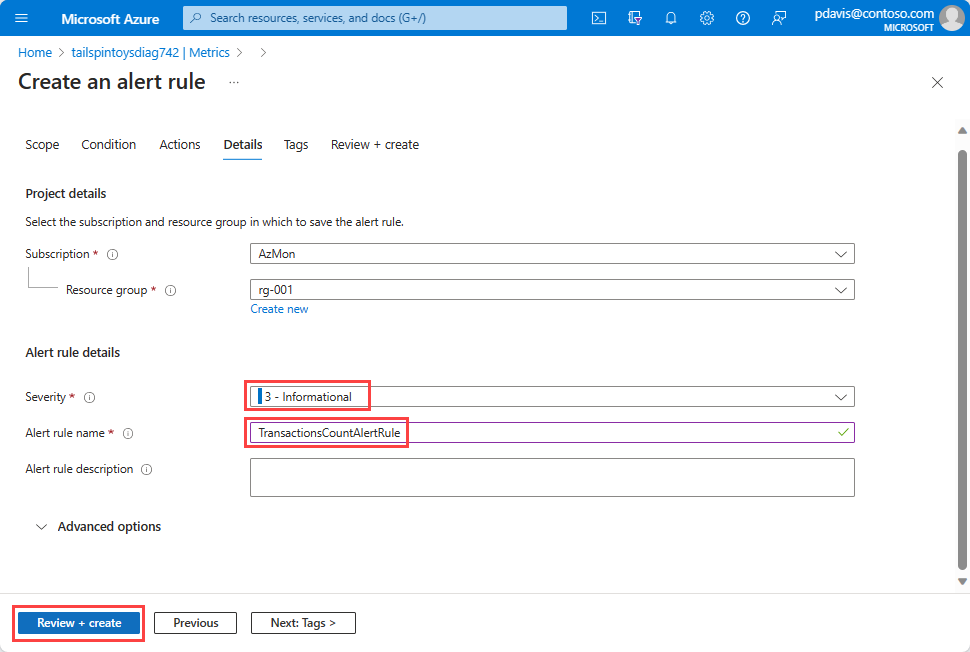 Microsoft Azure
Search resources, services, and docs (G+/)
pdavis@contoso.com
MICROSOFT
Home > tailspintoysdiag742 | Metrics > >
Create an alert rule ...
Scope Condition Actions Details Tags Review + create
Project details
Select the subscription and resource group in which to save the alert rule.
Subscription * AzMon
Resource group * rg-001
Create new
Alert rule details
Severity * 3 - Informational
Alert rule name * TransactionsCountAlertRule
Alert rule description
Advanced options
Review + create Previous Next: Tags >